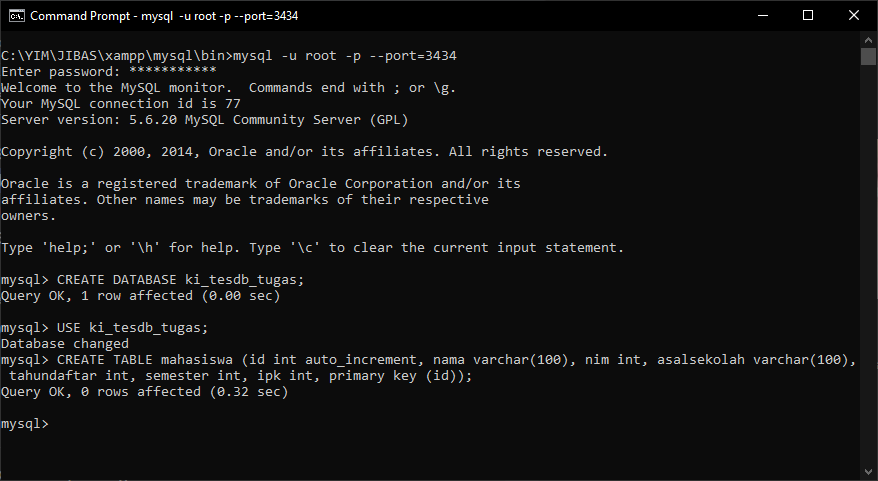 Command Prompt - mysql  -u root -p --port=3434
C:\YIM\JIBAS\xampp\mysql\bin>mysql -u root -p --port=3434
Enter password: ***********
Welcome to the MySQL monitor.  Commands end with ; or \g.
Your MySQL connection id is 77
Server version: 5.6.20 MySQL Community Server (GPL)
Copyright (c) 2000, 2014, Oracle and/or its affiliates. All rights reserved.
Oracle is a registered trademark of Oracle Corporation and/or its
affiliates. Other names may be trademarks of their respective
owners.
Type 'help;' or '\h' for help. Type '\c' to clear the current input statement.
mysql> CREATE DATABASE ki_tesdb_tugas;
Query OK, 1 row affected (0.00 sec)
mysql> USE ki_tesdb_tugas;
Database changed
mysql> CREATE TABLE mahasiswa (id int auto_increment, nama varchar(100), nim int, asalsekolah varchar(100),
 tahundaftar int, semester int, ipk int, primary key (id));
Query OK, 0 rows affected (0.32 sec)
mysql>